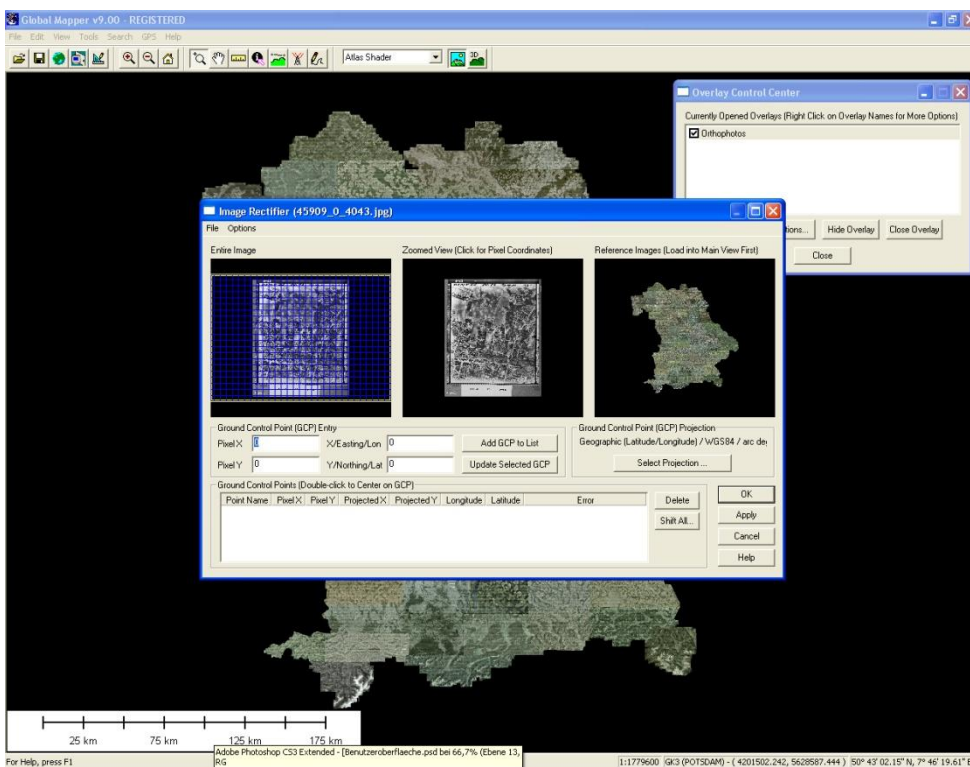 Global Mapper v9.00 - REGISTERED
File Edit View Tools Search GPS Help
Atlas Shader
3D
Overlay Control Center
Currently Opened Overlays (Right Click on Overlay Names for More Options)
Orthophotos
Hide Overlay Close Overlay
Close
Image Rectifier (45909_0_4043.jpg)
File Options
Entire Image Zoomed View (Click for Pixel Coordinates) Reference Images (Load into Main View First)
Ground Control Point (GCP) Entry
Pixel X 0 X/Easting/Lon 0 Add GCP to List
Pixel Y 0 Y/Northing/Lat 0 Update Selected GCP
Ground Control Point (GCP) Projection
Geographic (Latitude/Longitude) / WGS84 / arc deg
Select Projection ...
Ground Control Points (Double-click to Center on GCP)
Point Name Pixel X Pixel Y Projected X Projected Y Longitude Latitude Error
Delete
Shift All...
OK
Apply
Cancel
Help
25 km 75 km 125 km 175 km
Adobe Photoshop CS3 Extended - [Benutzeroberflaeche.psd bei 66,7% (Ebene 13,
RG
For Help, press F1
1:1779600 GK3 (POTSDAM) - ( 4201502.242, 5628587.444 ) 50° 43' 02.15" N, 7° 46' 19.61" E